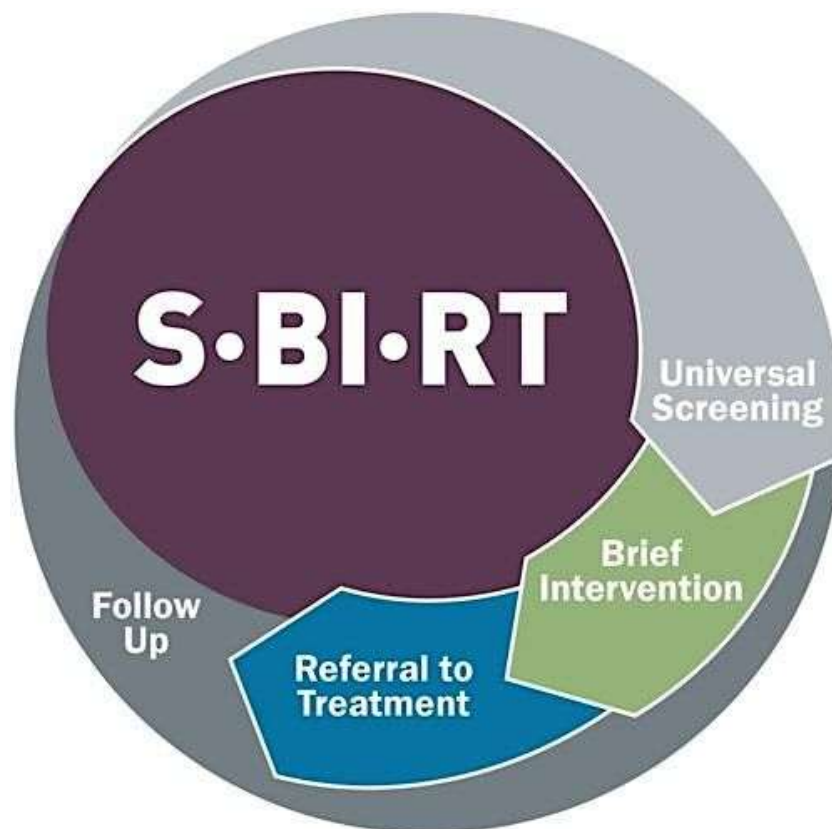 S•BI•RT
Universal
Screening
Brief
Intervention
Referral to
Treatment
Follow
Up